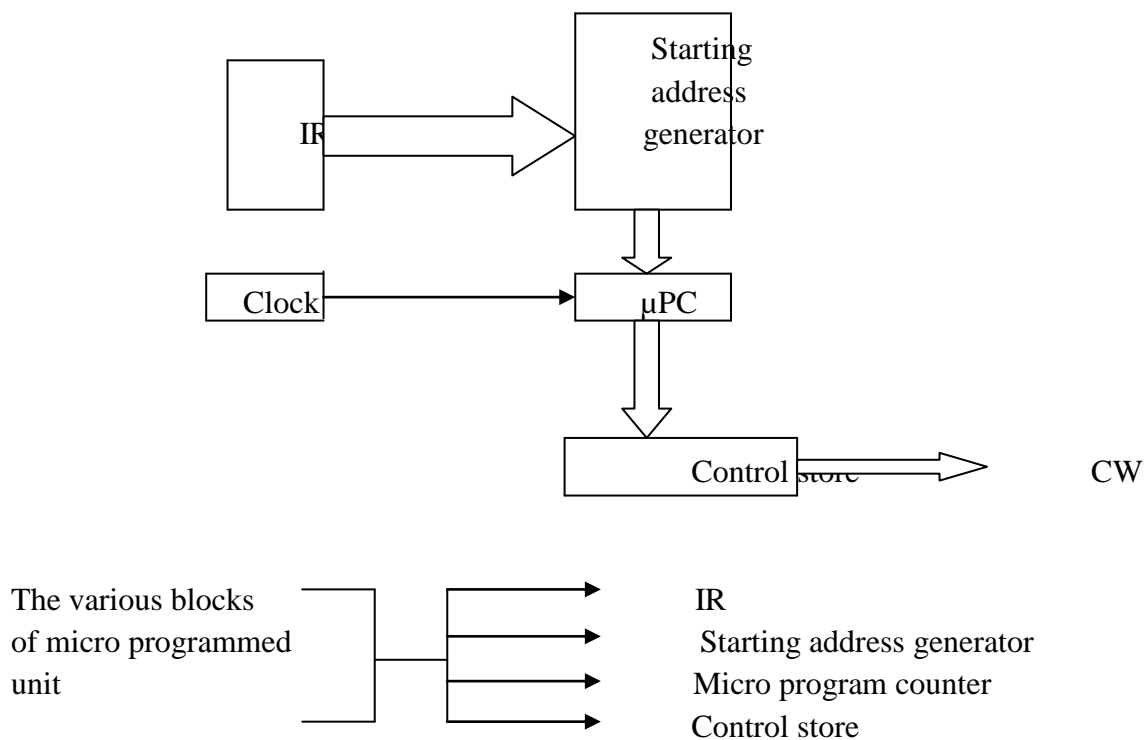 Starting
address
generator
IR
Clock
µPC
Control store
CW
The various blocks
of micro programmed
unit
IR
Starting address generator
Micro program counter
Control store